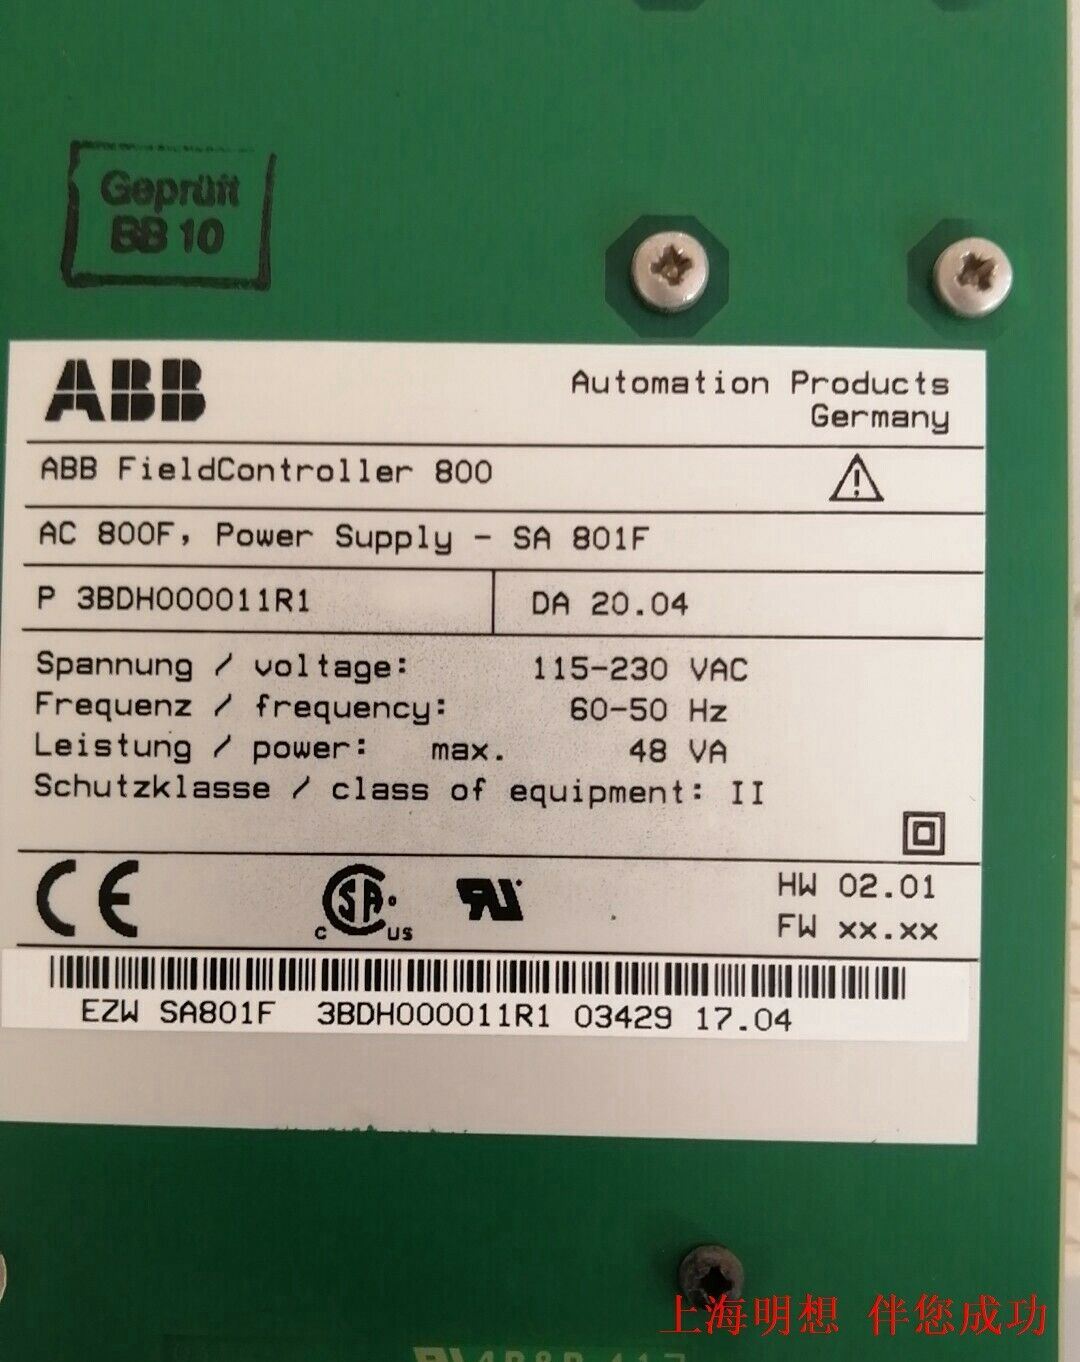 Geprüft
BB 10
ABB
Automation Products
Germany
ABB FieldController 800
AC 800F, Power Supply - SA 801F
P 3BDH000011R1 DA 20.04
Spannung / voltage: 115-230 VAC
Frequenz / frequency: 60-50 Hz
Leistung / power: max. 48 VA
Schutzklasse / class of equipment: II
CE
SA
C US
HW 02.01
FW xx.xx
EZW SA801F 3BDH000011R1 03429 17.04
上海明想 伴您成功